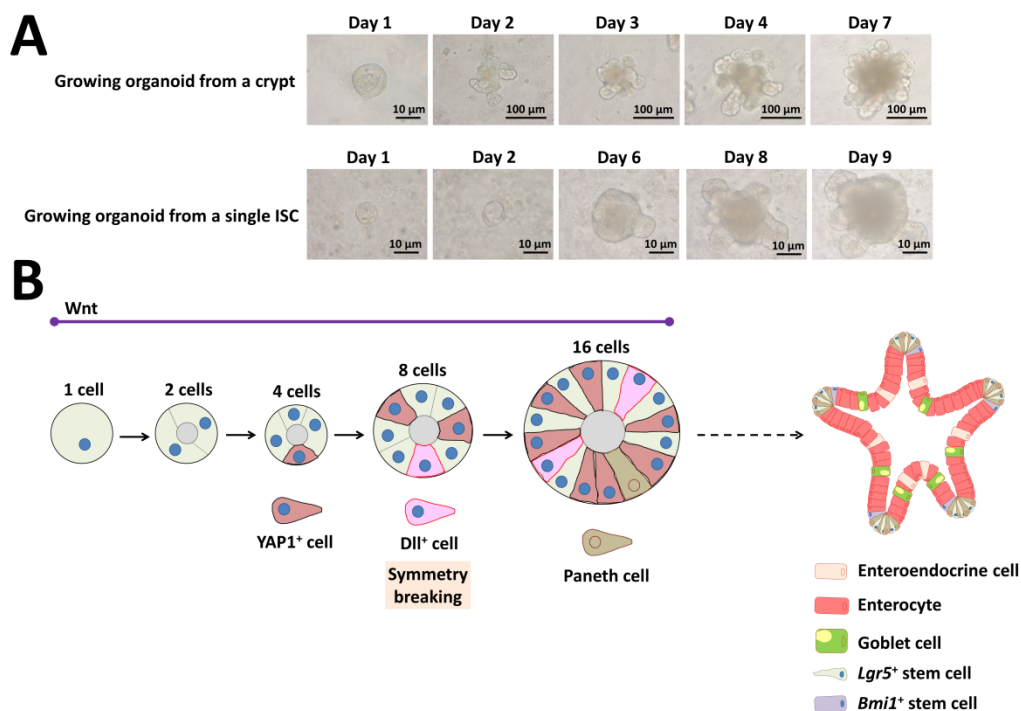 A
Day 1 Day 2 Day 3 Day 4 Day 7
Growing organoid from a crypt
10 µm 100 µm 100 µm 100 µm 100 µm
Day 1 Day 2 Day 6 Day 8 Day 9
Growing organoid from a single ISC
10 µm 10 µm 10 µm 10 µm 10 µm
B
Wnt
1 cell 2 cells 4 cells 8 cells 16 cells
YAP1⁺ cell Dll⁺ cell Paneth cell
Symmetry
breaking
Enteroendocrine cell
Enterocyte
Goblet cell
Lgr5⁺ stem cell
Bmi1⁺ stem cell